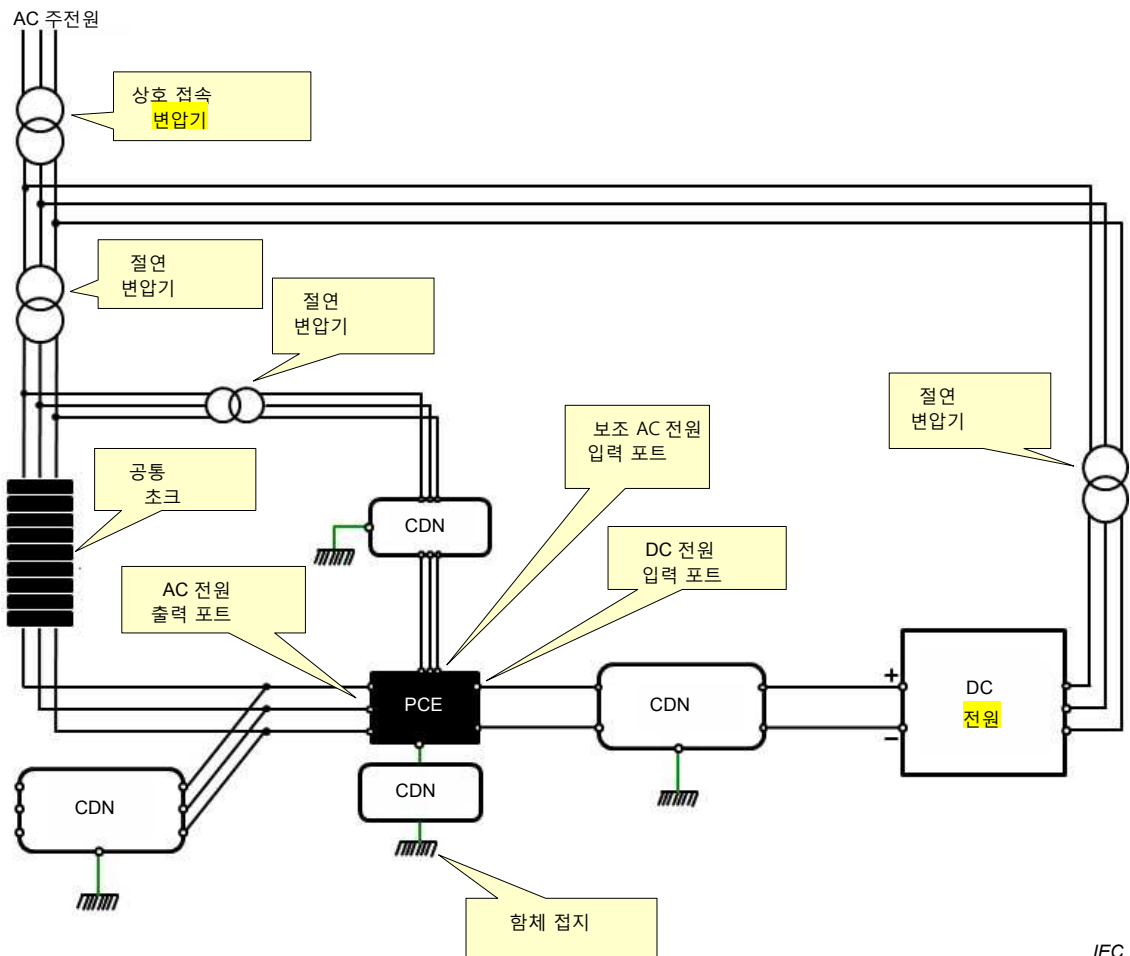 AC 주전원
상호 접속
변압기
절연
변압기
절연
변압기
절연
변압기
보조 AC 전원
입력 포트
공통
초크
CDN
DC 전원
입력 포트
AC 전원
출력 포트
PCE
CDN
+
−
DC
전원
CDN
CDN
함체 접지
IEC